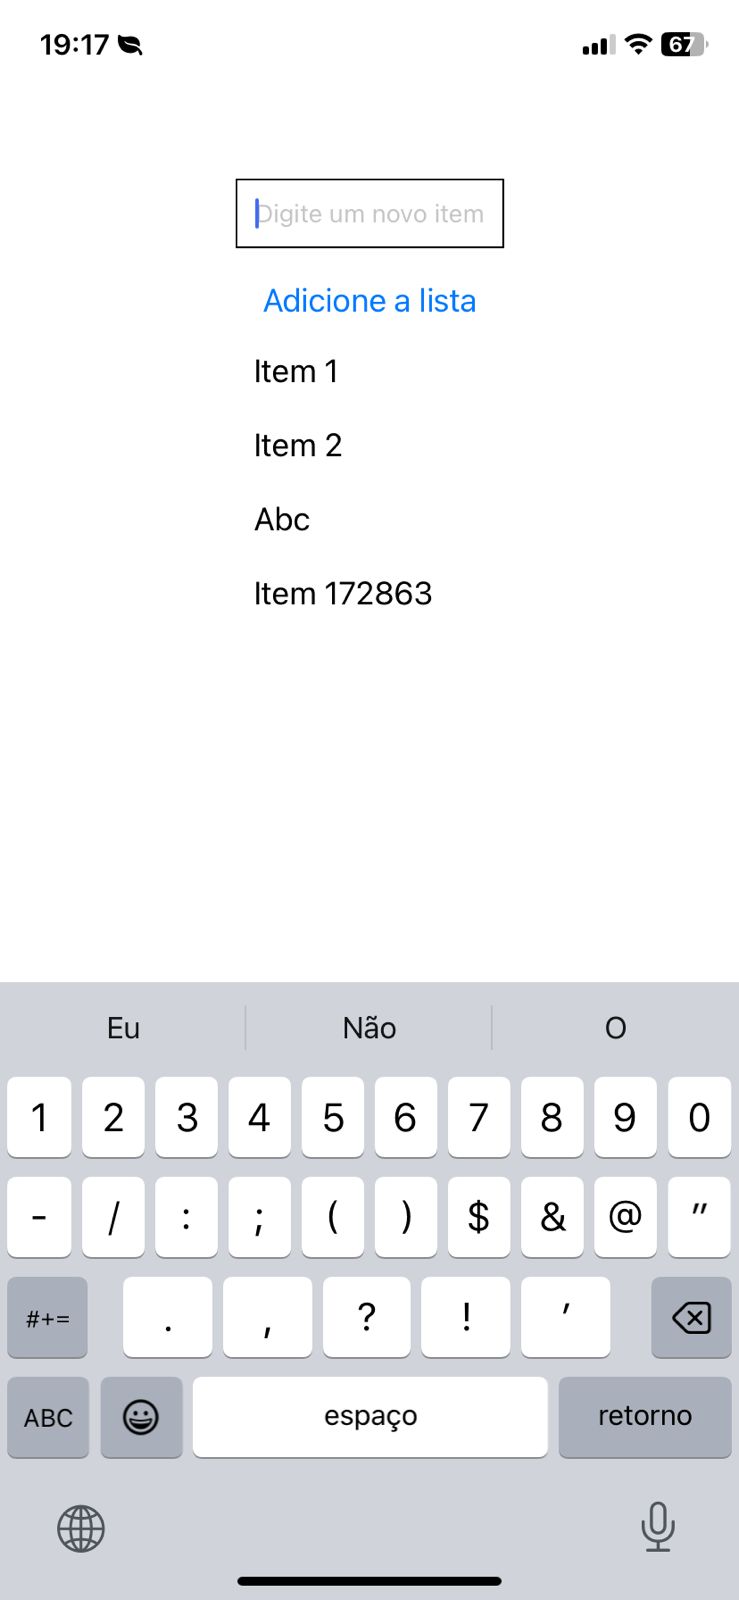 19:17
67
Digite um novo item
Adicione a lista
Item 1
Item 2
Abc
Item 172863
Eu Não O
1 2 3 4 5 6 7 8 9 0
- / : ; ( ) $ & @ "
#+= . , ? ! '
ABC espaço retorno